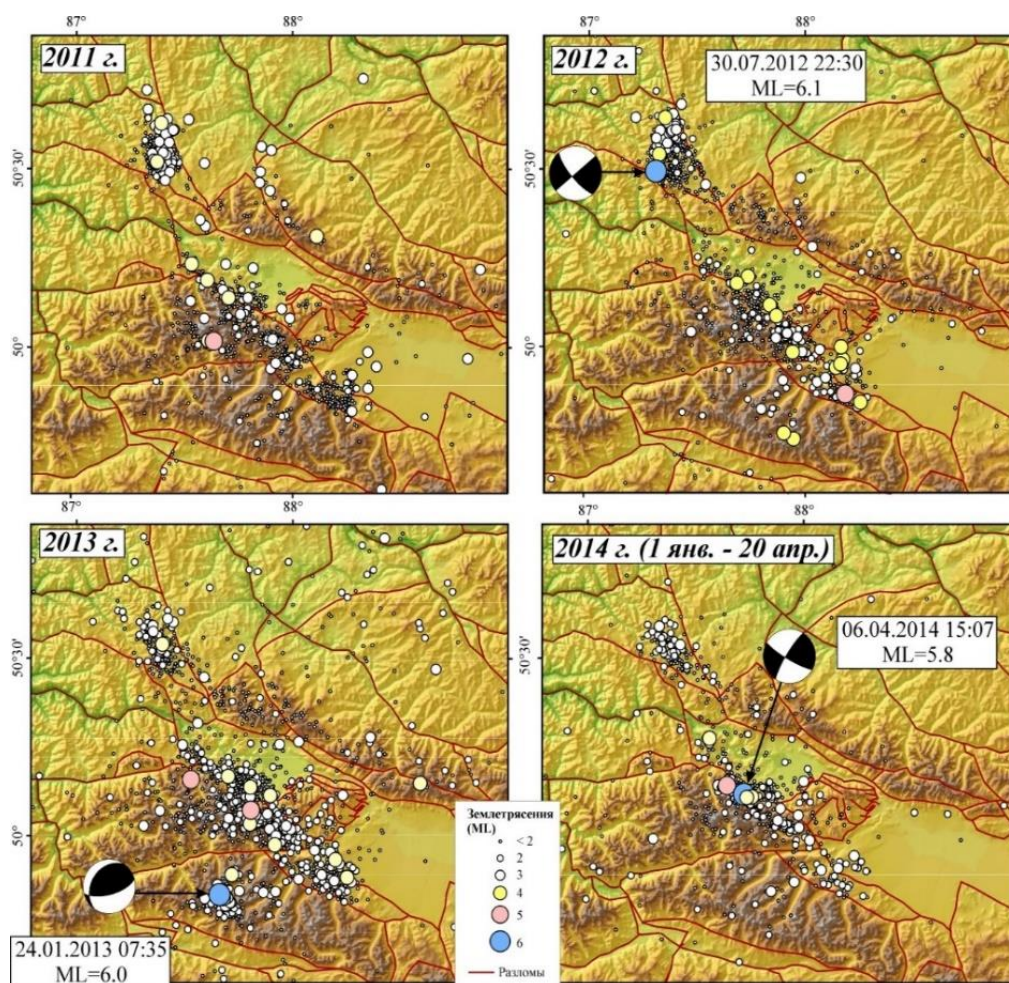 87°
88°
2011 г.
50°30'
50°
87°
88°
2012 г.
30.07.2012 22:30
ML=6.1
50°30'
50°
87°
88°
2013 г.
50°30'
50°
24.01.2013 07:35
ML=6.0
Землетрясения
(ML)
< 2
2
3
4
5
6
Разломы
87°
88°
2014 г. (1 янв. - 20 апр.)
06.04.2014 15:07
ML=5.8
50°30'
50°